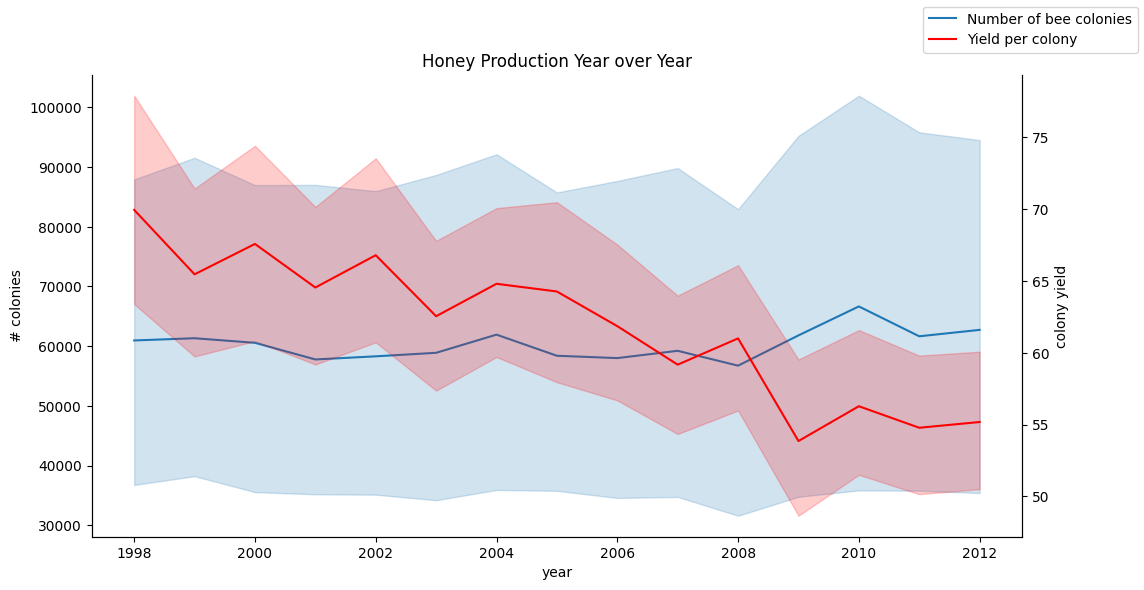 Number of bee colonies
Yield per colony
Honey Production Year over Year
# colonies
100000
90000
80000
70000
60000
50000
40000
30000
75
70
65
60
55
50
colony yield
1998 2000 2002 2004 2006 2008 2010 2012
year